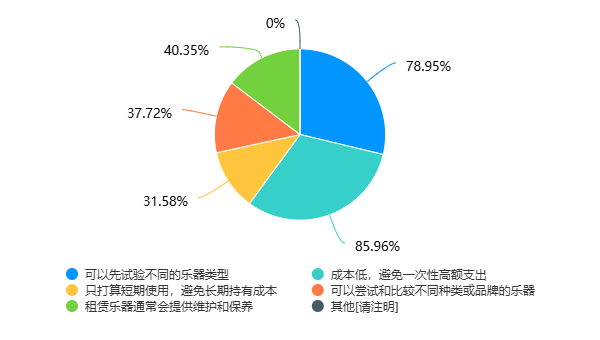 0%
40.35%
78.95%
37.72%
31.58%
85.96%
可以先试验不同的乐器类型
成本低，避免一次性高额支出
只打算短期使用，避免长期持有成本
可以尝试和比较不同种类或品牌的乐器
租赁乐器通常会提供维护和保养
其他[请注明]